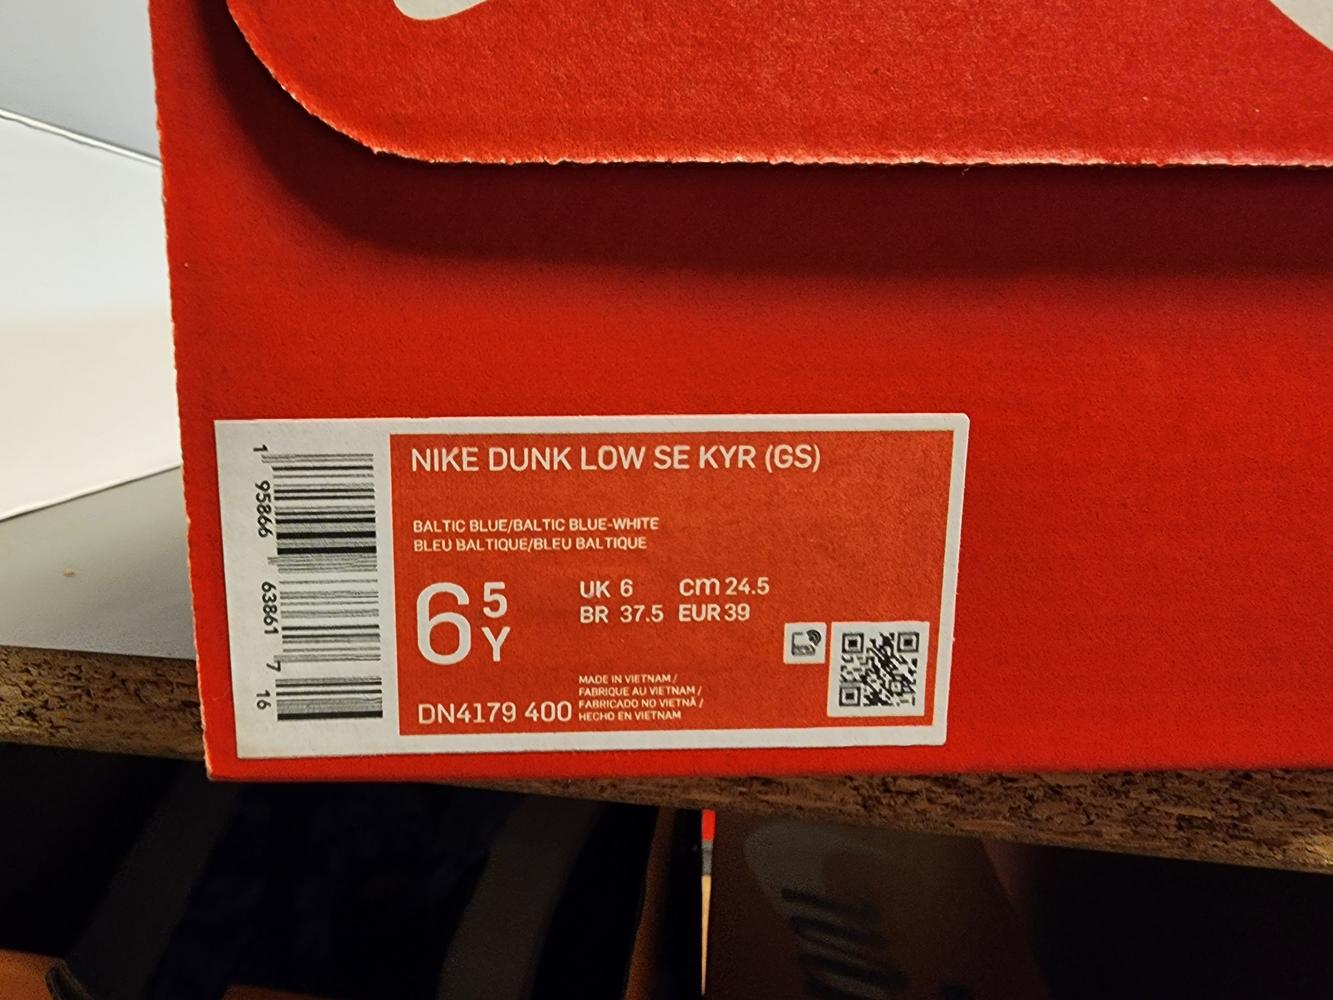 NIKE DUNK LOW SE KYR (GS)
BALTIC BLUE/BALTIC BLUE-WHITE
BLEU BALTIQUE/BLEU BALTIQUE
6 5 Y
UK 6 cm 24.5
BR 37.5 EUR 39
DN4179 400
MADE IN VIETNAM /
FABRIQUE AU VIETNAM /
FABRICADO NO VIETNÃ /
HECHO EN VIETNAM
1 95866 63861 7 16